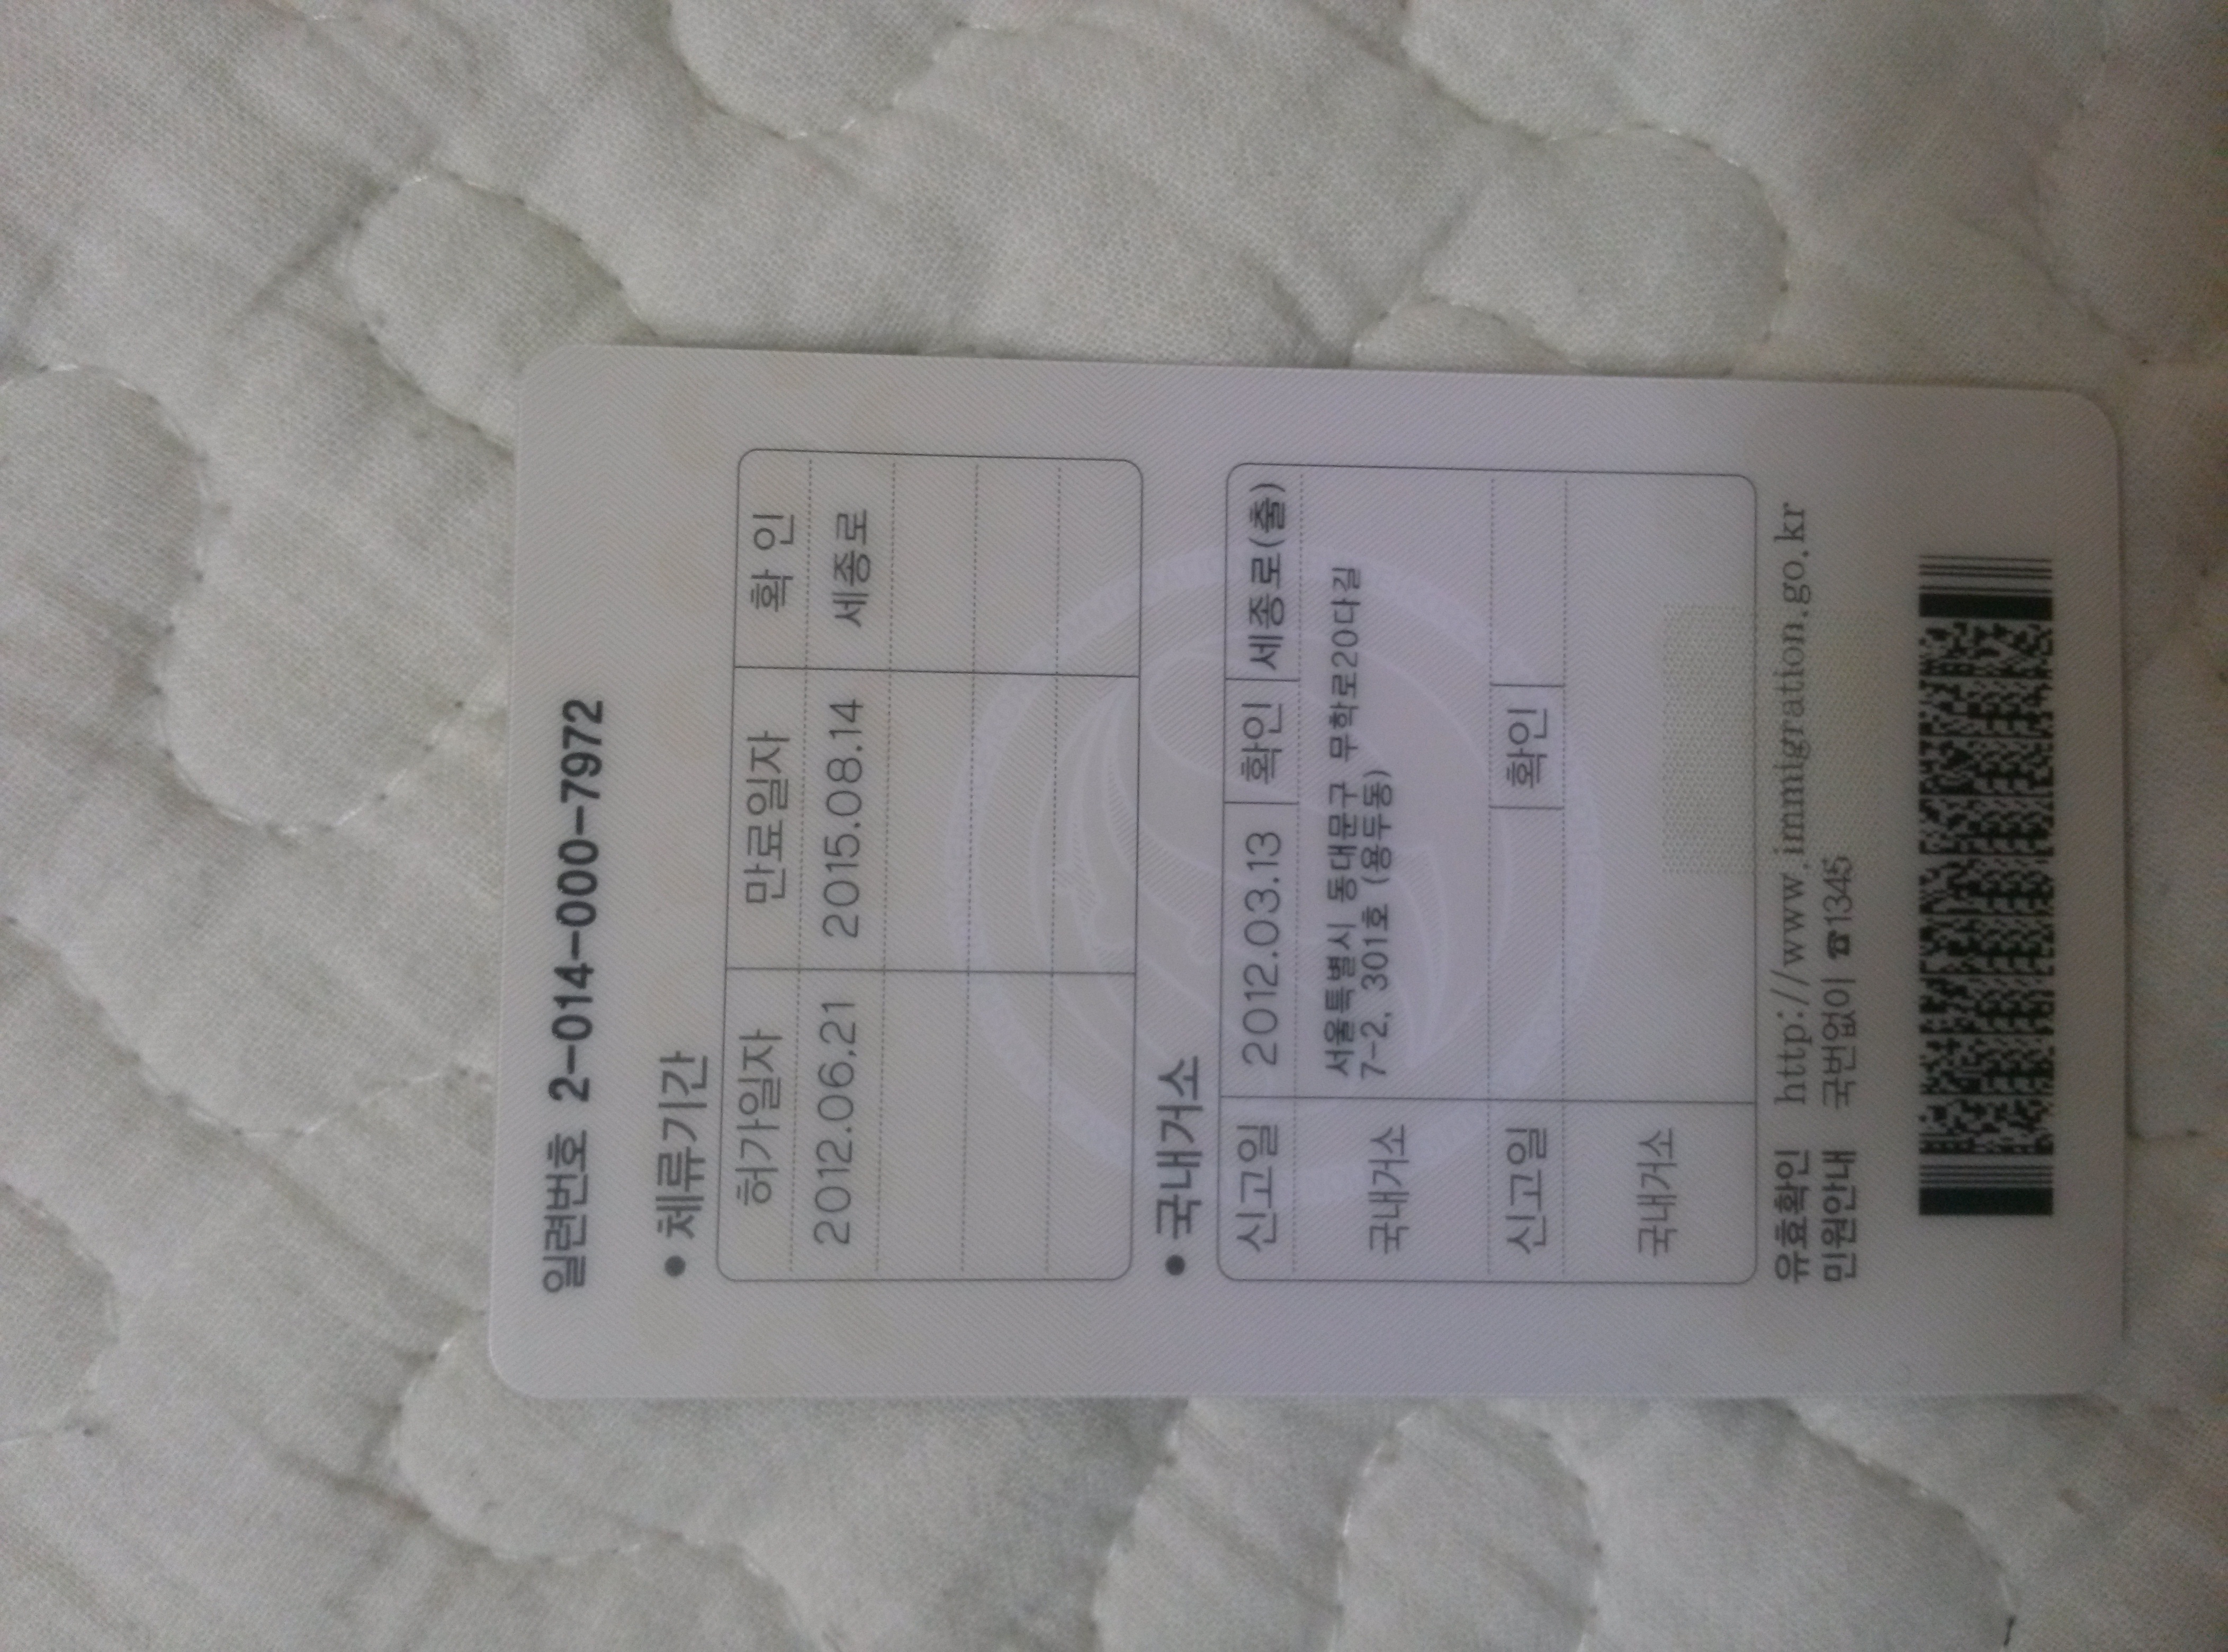 일련번호 2-014-000-7972
• 체류기간
허가일자 만료일자 확 인
2012.06.21 2015.08.14 세종로
• 국내거소
신고일 2012.03.13 확인 세종로(출)
국내거소 서울특별시 동대문구 무학로20다길
7-2, 301호 (용두동)
신고일 확인
국내거소
유효확인 http://www.immigration.go.kr
민원안내 국번없이 ☎1345